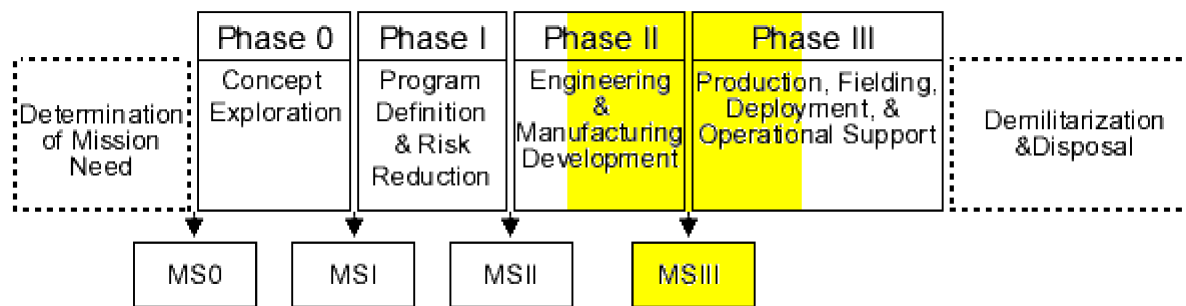 Phase 0
Phase I
Phase II
Phase III
Determination
of Mission
Need
Concept
Exploration
Program
Definition
& Risk
Reduction
Engineering
&
Manufacturing
Development
Production, Fielding,
Deployment, &
Operational Support
Demilitarization
&Disposal
MS0
MSI
MSII
MSIII